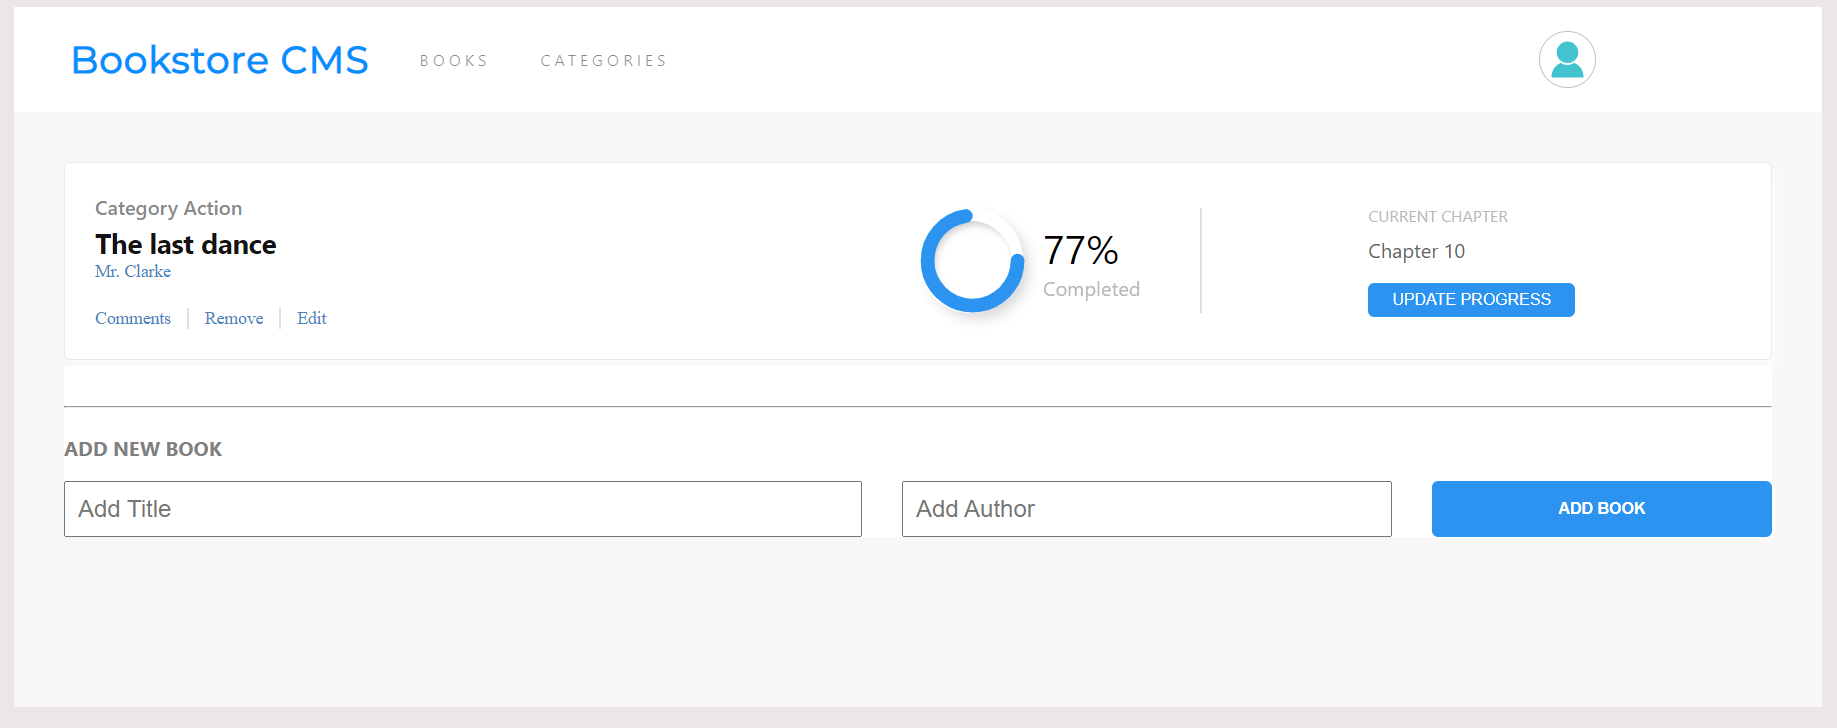 Bookstore CMS
BOOKS
CATEGORIES
Category Action
The last dance
Mr. Clarke
Comments
Remove
Edit
77%
Completed
CURRENT CHAPTER
Chapter 10
UPDATE PROGRESS
ADD NEW BOOK
Add Title
Add Author
ADD BOOK